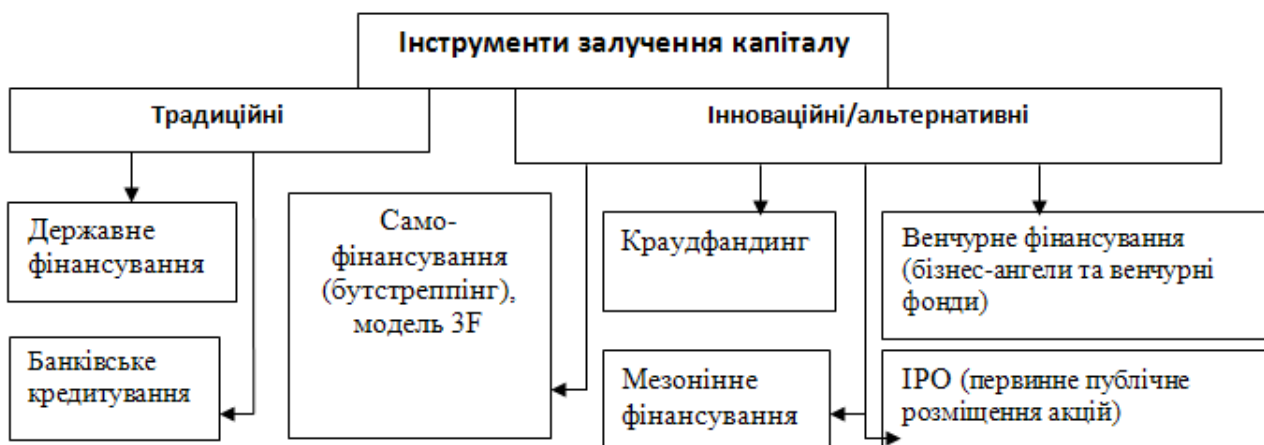 Інструменти залучення капіталу
Традиційні
Інноваційні/альтернативні
Державне
фінансування
Само-
фінансування
(бутстреппінг),
модель 3F
Краудфандинг
Венчурне фінансування
(бізнес-ангели та венчурні
фонди)
Банківське
кредитування
Мезонінне
фінансування
IPO (первинне публічне
розміщення акцій)